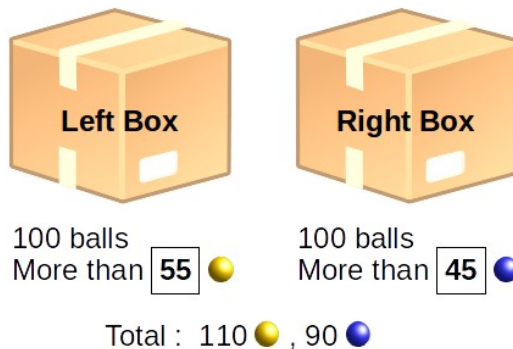 Left Box
Right Box
100 balls
More than 55
100 balls
More than 45
Total : 110 , 90